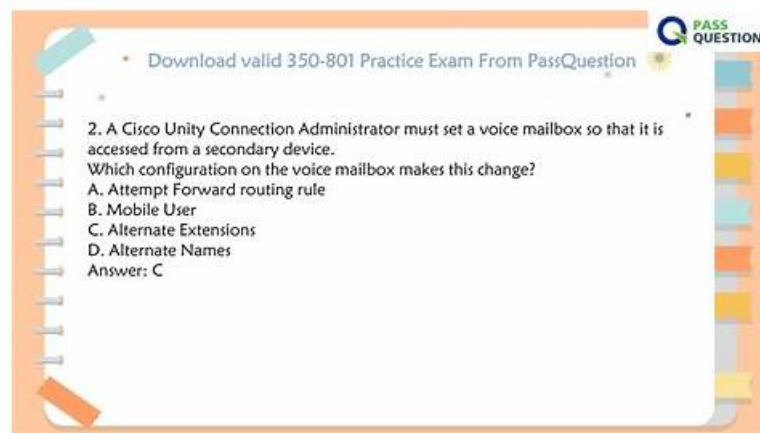 PASS
QUESTION
• Download valid 350-801 Practice Exam From PassQuestion
2. A Cisco Unity Connection Administrator must set a voice mailbox so that it is
accessed from a secondary device.
Which configuration on the voice mailbox makes this change?
A. Attempt Forward routing rule
B. Mobile User
C. Alternate Extensions
D. Alternate Names
Answer: C